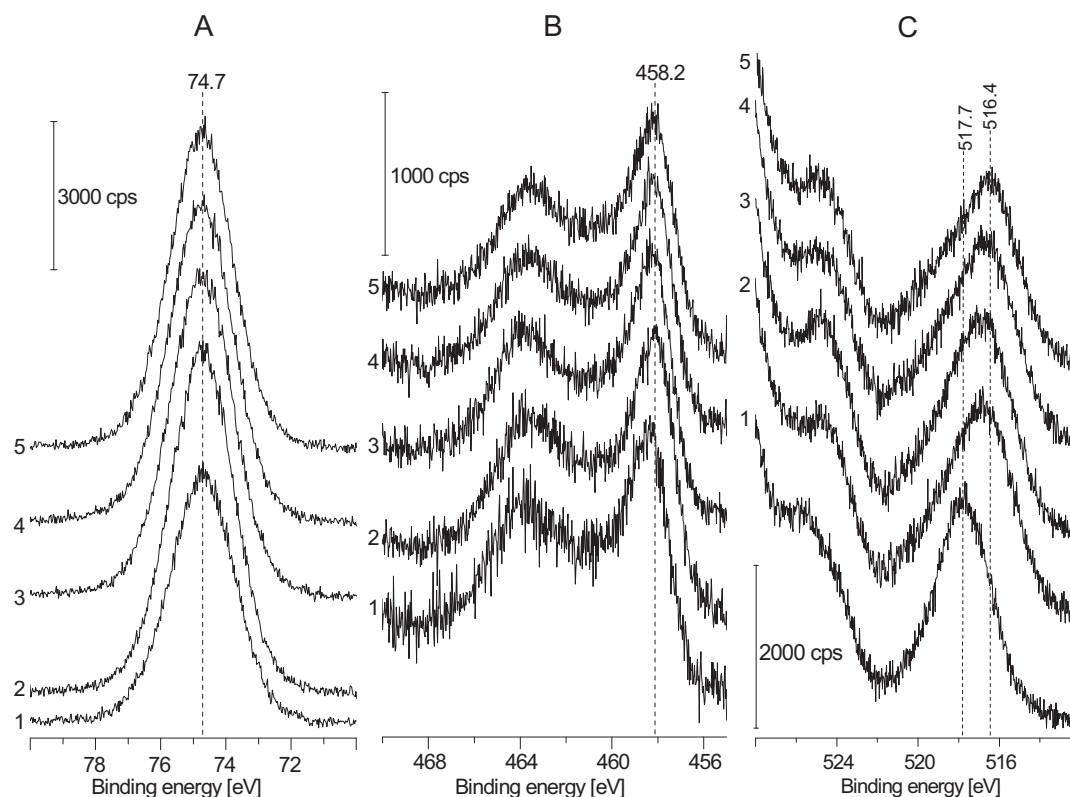 A
B
C
74.7
458.2
517.7
516.4
3000 cps
1000 cps
2000 cps
5
4
3
2
1
5
4
3
2
1
5
4
3
2
1
78 76 74 72
468 464 460 456
524 520 516
Binding energy [eV]
Binding energy [eV]
Binding energy [eV]